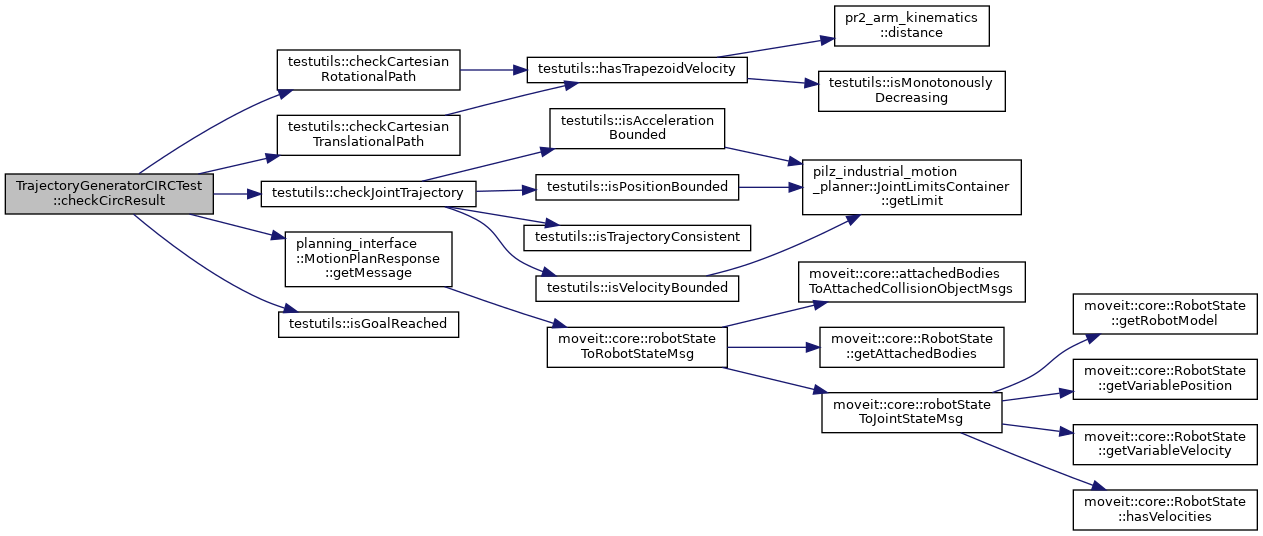 TrajectoryGeneratorCIRCTest
::checkCircResult
testutils::checkCartesian
RotationalPath
testutils::checkCartesian
TranslationalPath
testutils::checkJointTrajectory
planning_interface
::MotionPlanResponse
::getMessage
testutils::isGoalReached
testutils::hasTrapezoidVelocity
testutils::isAcceleration
Bounded
testutils::isPositionBounded
testutils::isTrajectoryConsistent
testutils::isVelocityBounded
moveit::core::robotState
ToRobotStateMsg
pr2_arm_kinematics
::distance
testutils::isMonotonously
Decreasing
pilz_industrial_motion
_planner::JointLimitsContainer
::getLimit
moveit::core::attachedBodies
ToAttachedCollisionObjectMsgs
moveit::core::RobotState
::getAttachedBodies
moveit::core::robotState
ToJointStateMsg
moveit::core::RobotState
::getRobotModel
moveit::core::RobotState
::getVariablePosition
moveit::core::RobotState
::getVariableVelocity
moveit::core::RobotState
::hasVelocities